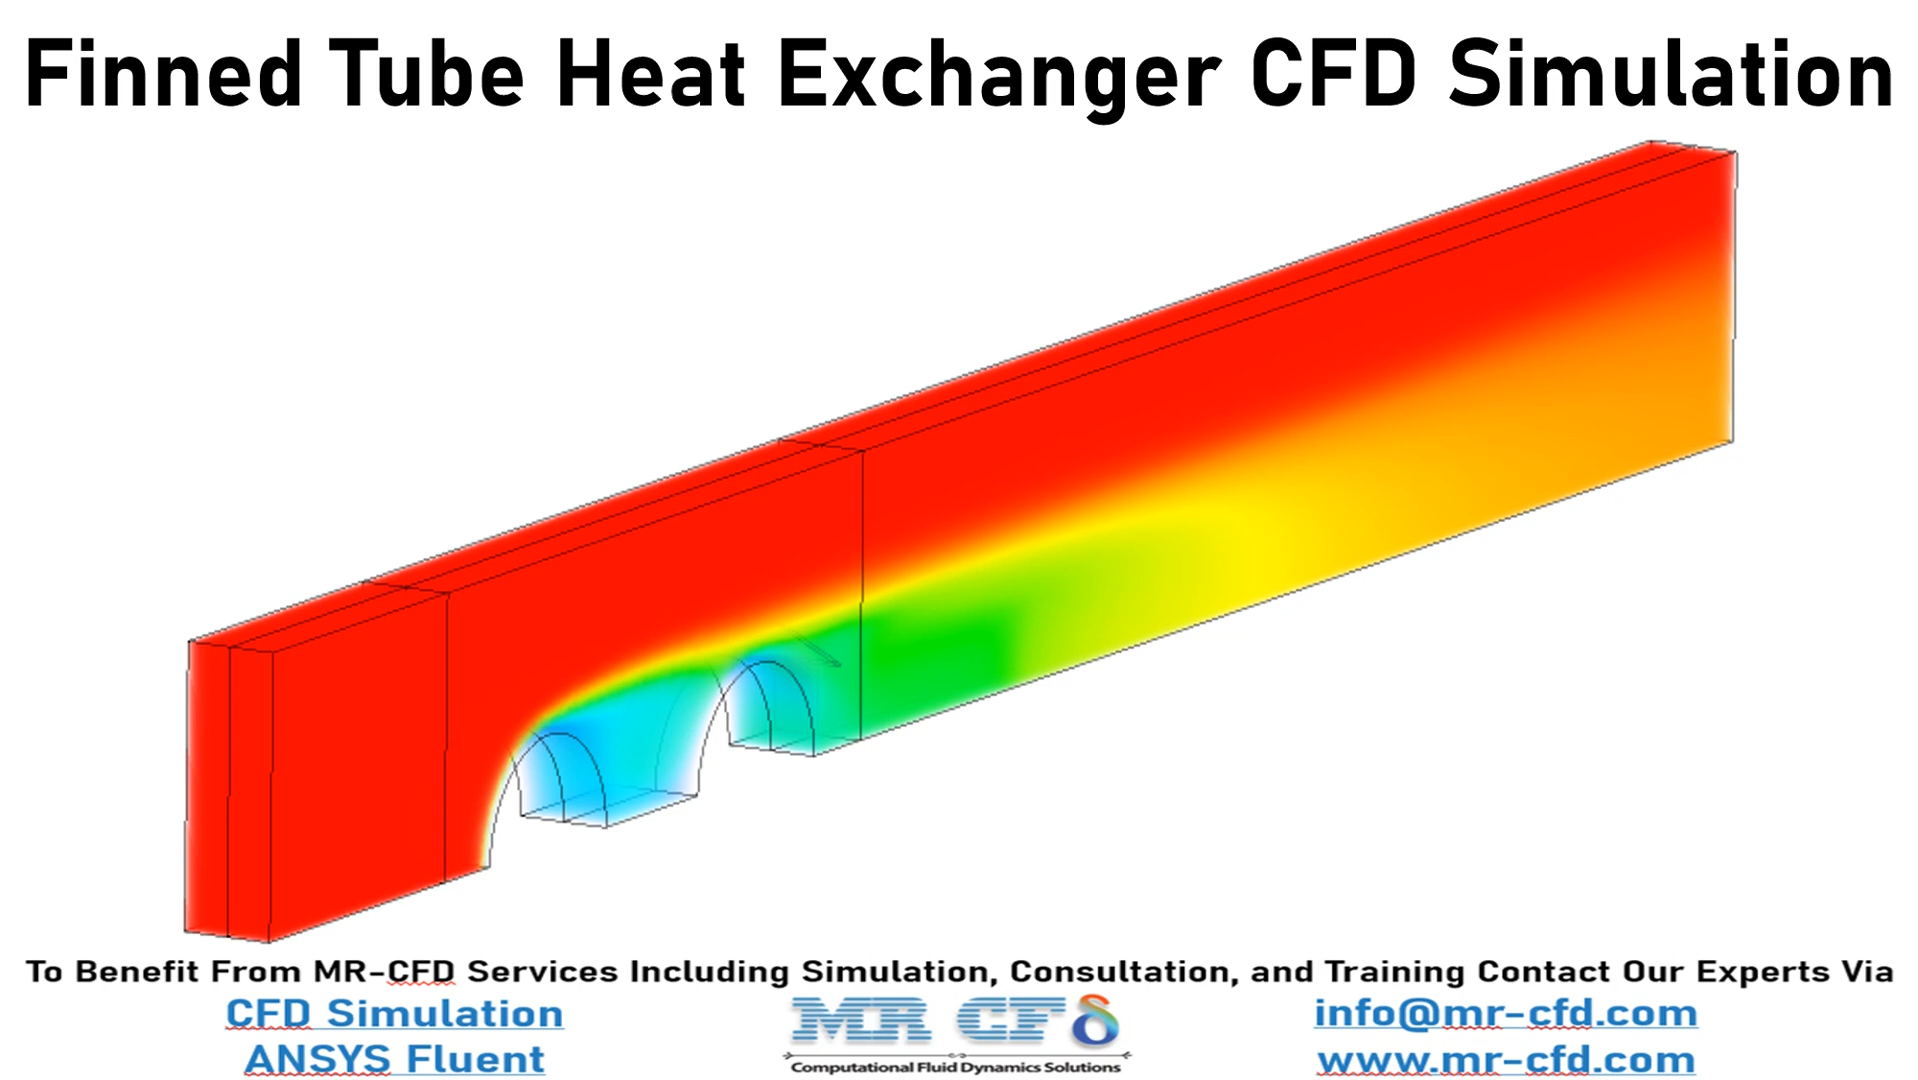 Finned Tube Heat Exchanger CFD Simulation
To Benefit From MR-CFD Services Including Simulation, Consultation, and Training Contact Our Experts Via
CFD Simulation
ANSYS Fluent
MR CFδ
Computational Fluid Dynamics Solutions
info@mr-cfd.com
www.mr-cfd.com